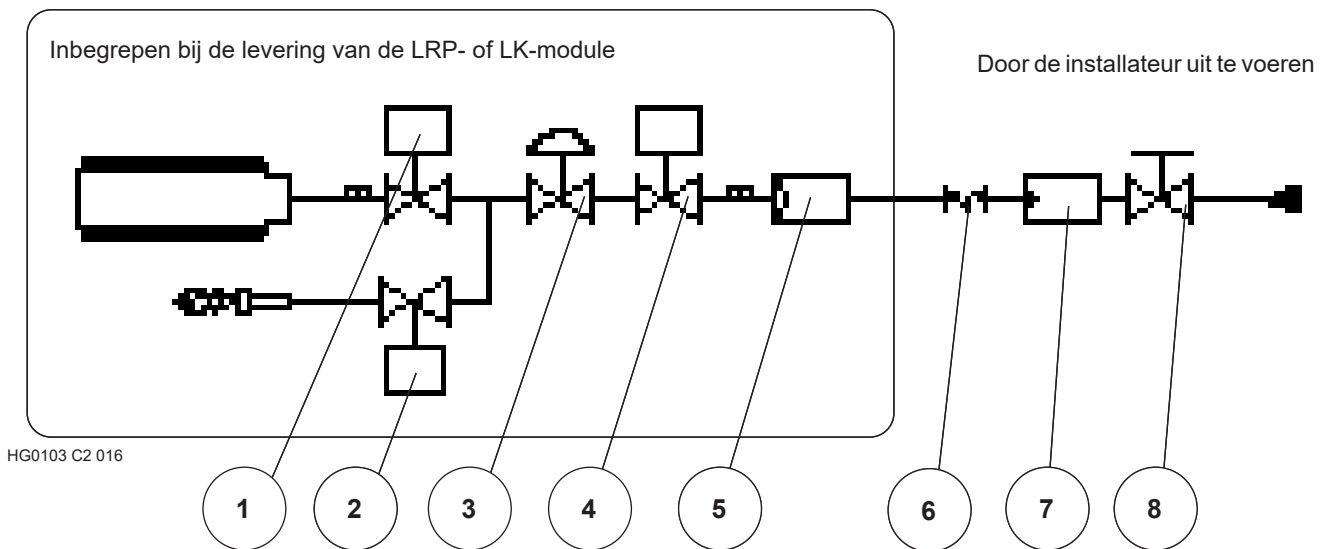 Inbegrepen bij de levering van de LRP- of LK-module
Door de installateur uit te voeren
HG0103 C2 016
1 2 3 4 5 6 7 8